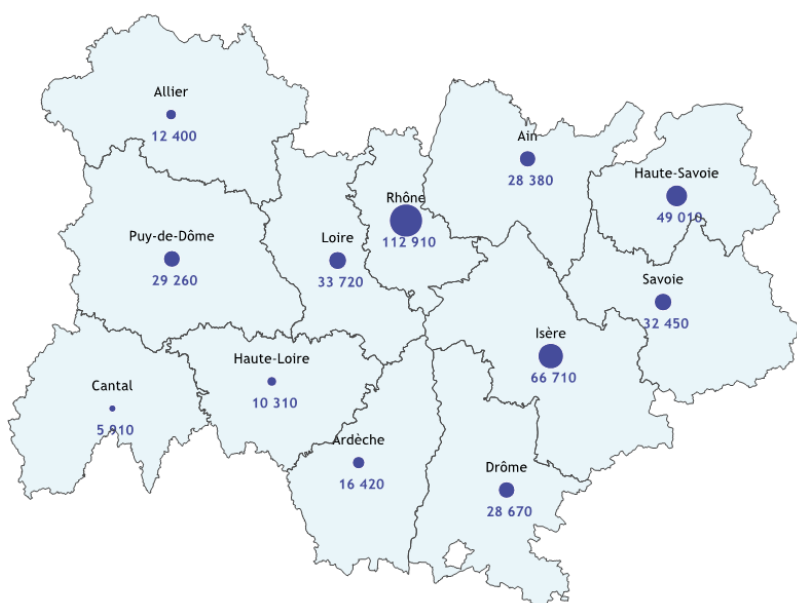 Allier
12 400
Ain
28 380
Haute-Savoie
49 010
Rhône
112 910
Puy-de-Dôme
29 260
Loire
33 720
Savoie
32 450
Isère
66 710
Haute-Loire
10 310
Cantal
5 910
Ardèche
16 420
Drôme
28 670